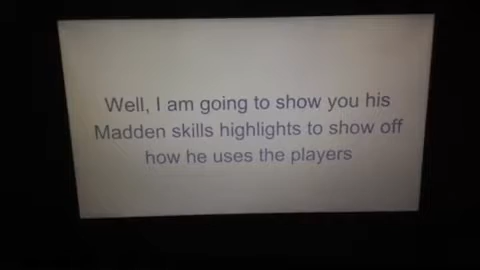 Well, I am going to show you his
Madden skills highlights to show off
how he uses the players